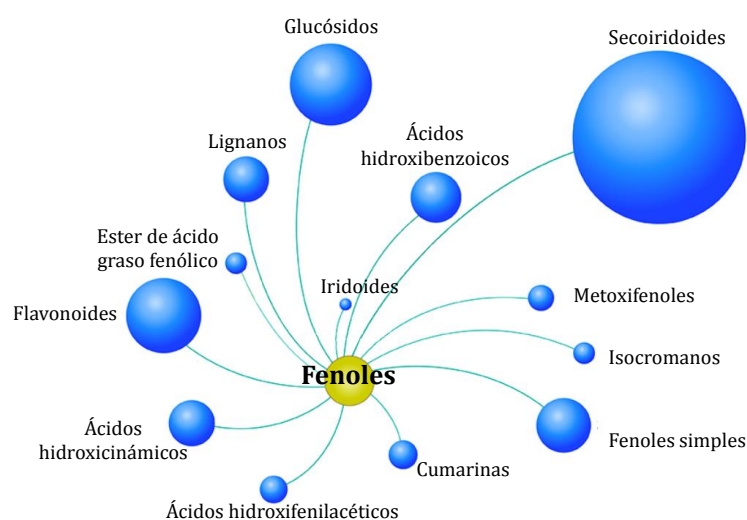 Glucósidos
Secoiridoides
Lignanos
Ácidos
hidroxibenzoicos
Ester de ácido
graso fenólico
Iridoides
Metoxifenoles
Flavonoides
Isocromanos
Fenoles
Ácidos
hidroxicinámicos
Fenoles simples
Cumarinas
Ácidos hidroxifenilacéticos